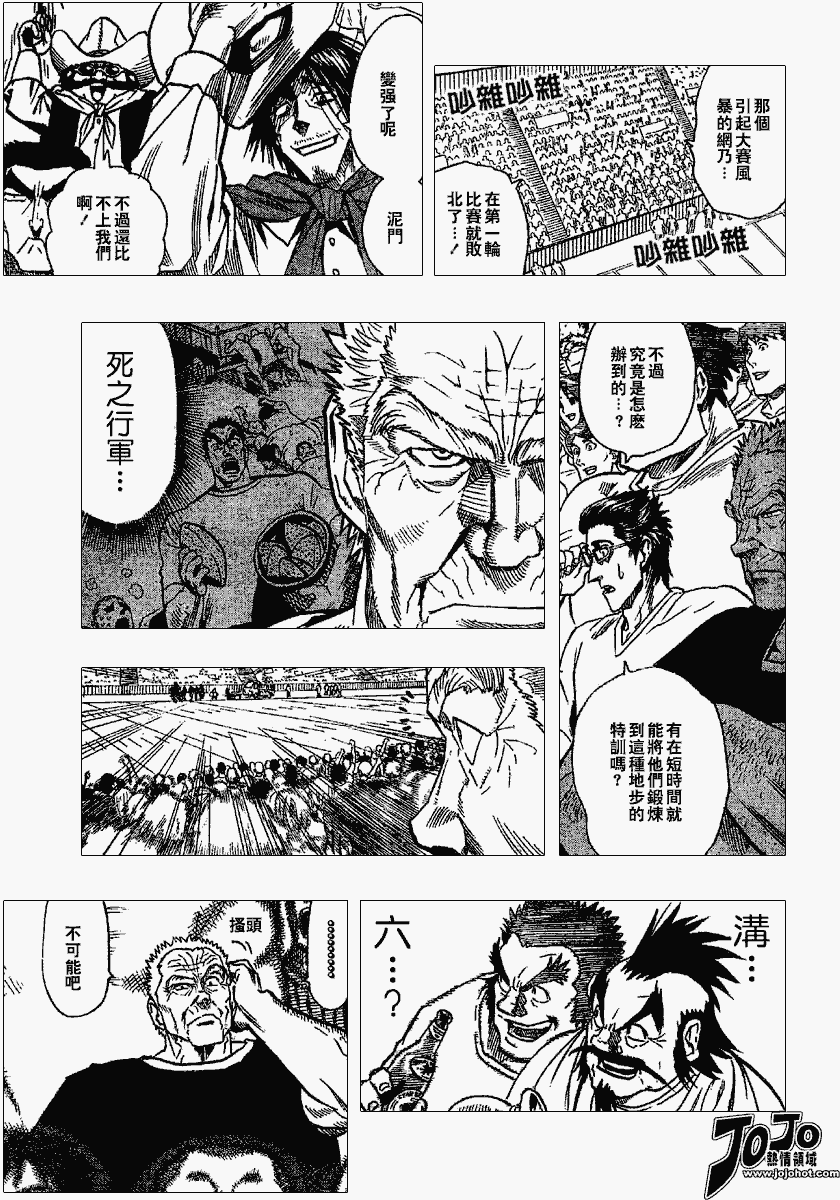 那個
引起大賽風
暴的網乃…
吵雜吵雜
在第一輪
比賽就敗
北了…！
吵雜吵雜
變强了呢
泥門
不過還比
不上我們
啊！
不過
究竟是怎麽
辦到的…？
有在短時間就
能將他們鍛煉
到這種地步的
特訓嗎？
死之行軍…
溝…
六…？
………
搔頭
不可能吧
JOJO
熱情領域
www.jojohot.com